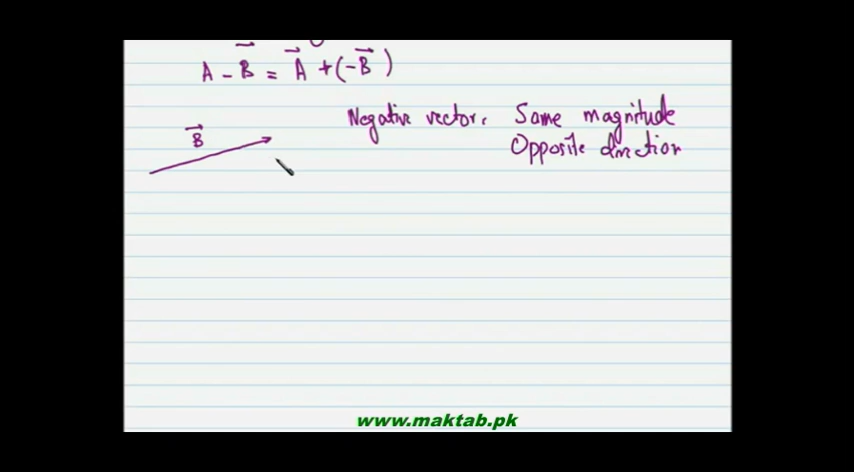 A - B⃗ = A⃗ + (-B⃗)
Negative vector: Same magnitude
Opposite direction
B⃗
www.maktab.pk